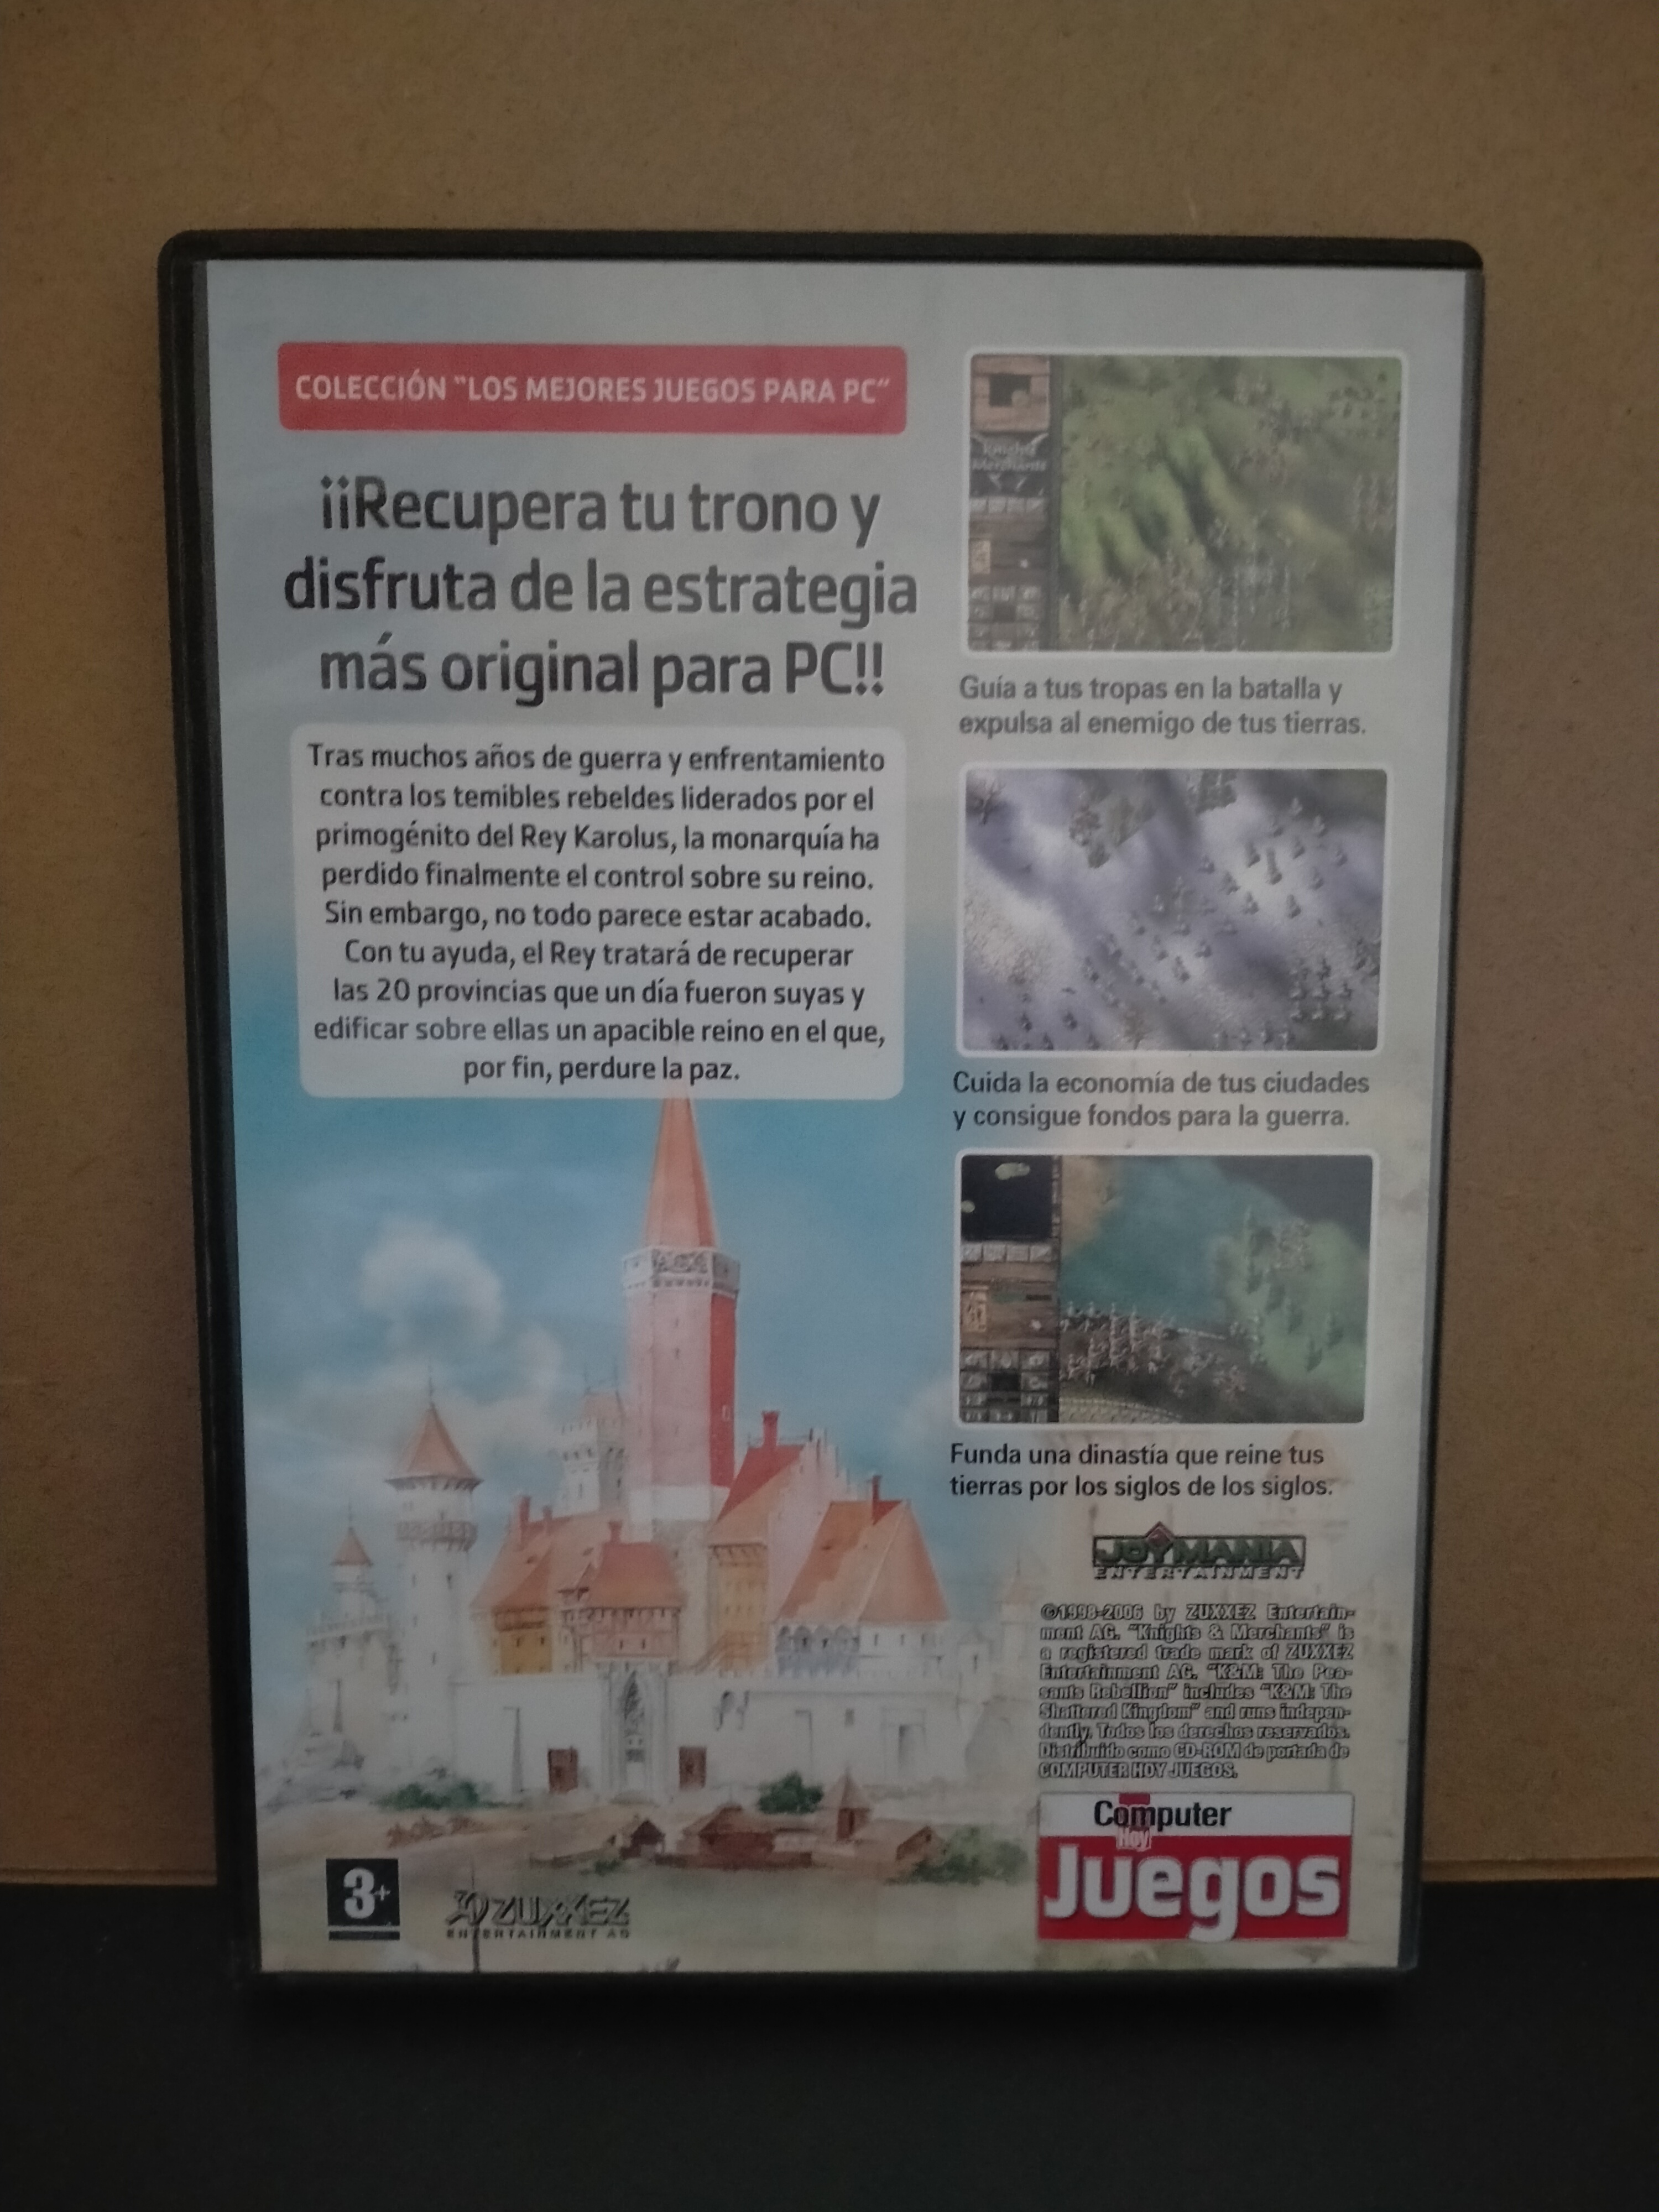 COLECCIÓN "LOS MEJORES JUEGOS PARA PC"
¡¡Recupera tu trono y
disfruta de la estrategia
más original para PC!!
Tras muchos años de guerra y enfrentamiento
contra los temibles rebeldes liderados por el
primogénito del Rey Karolus, la monarquía ha
perdido finalmente el control sobre su reino.
Sin embargo, no todo parece estar acabado.
Con tu ayuda, el Rey tratará de recuperar
las 20 provincias que un día fueron suyas y
edificar sobre ellas un apacible reino en el que,
por fin, perdure la paz.
Knights
Merchants
Guía a tus tropas en la batalla y
expulsa al enemigo de tus tierras.
Cuida la economía de tus ciudades
y consigue fondos para la guerra.
Funda una dinastía que reine tus
tierras por los siglos de los siglos.
JOYMANIA
ENTERTAINMENT
©1998-2006 by ZUXXEZ Entertain-
ment AG. "Knights & Merchants" is
a registered trade mark of ZUXXEZ
Entertainment AG. "K&M: The Pea-
sants Rebellion" includes "K&M: The
Shattered Kingdom" and runs indepen-
dently. Todos los derechos reservados.
Distribuido como CD-ROM de portada de
COMPUTER HOY JUEGOS.
Computer
Hoy
Juegos
3+
ZUXXEZ
ENTERTAINMENT AG